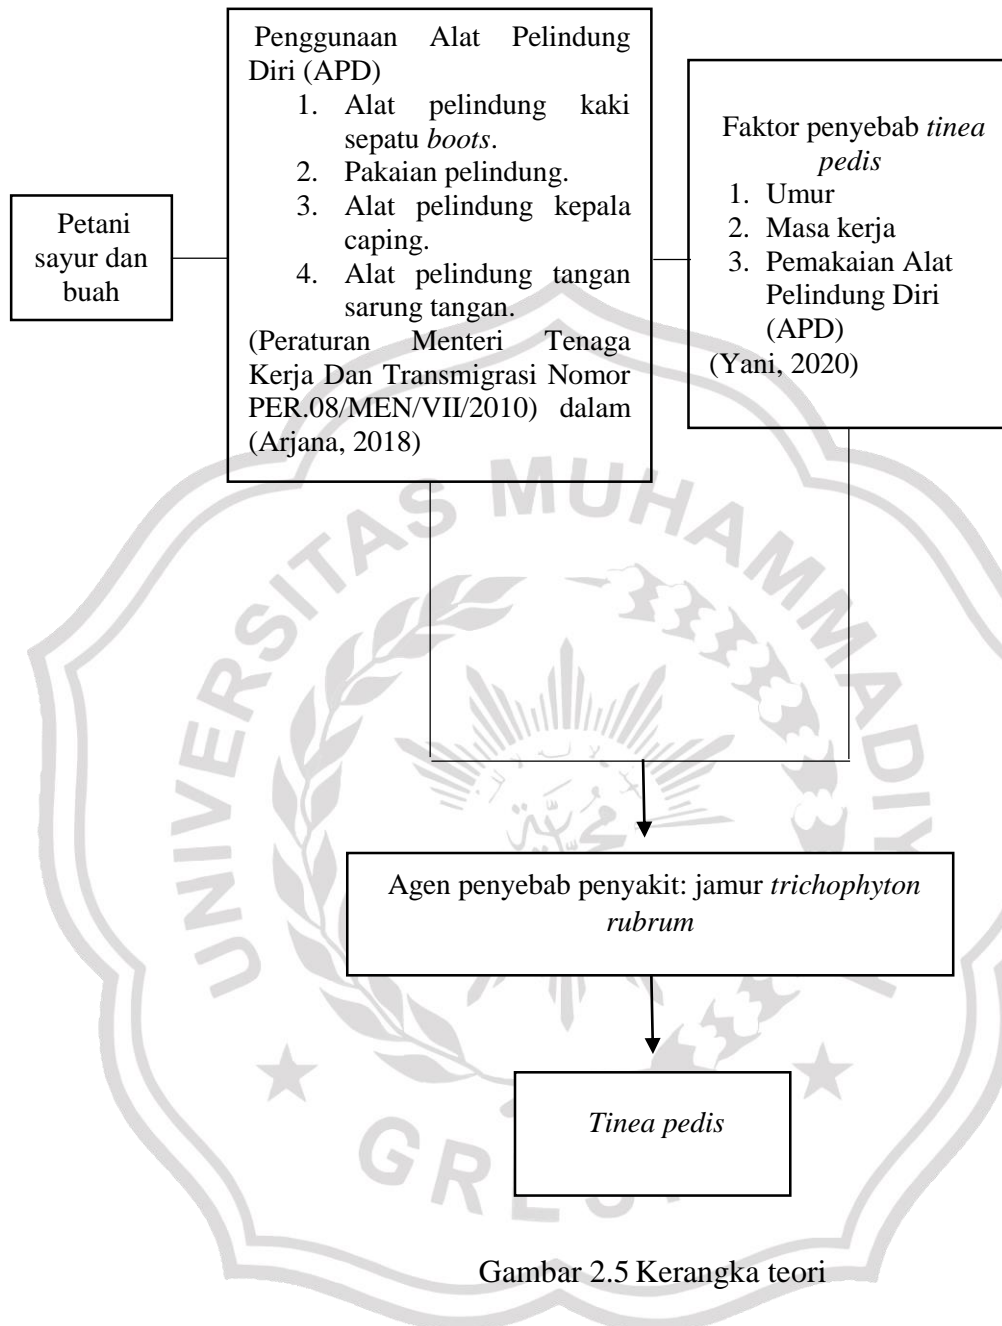 Penggunaan Alat Pelindung
Diri (APD)
1. Alat pelindung kaki
sepatu boots.
2. Pakaian pelindung.
3. Alat pelindung kepala
caping.
4. Alat pelindung tangan
sarung tangan.
(Peraturan Menteri Tenaga
Kerja Dan Transmigrasi Nomor
PER.08/MEN/VII/2010) dalam
(Arjana, 2018)
Faktor penyebab tinea
pedis
1. Umur
2. Masa kerja
3. Pemakaian Alat
Pelindung Diri
(APD)
(Yani, 2020)
Petani
sayur dan
buah
UNIVERSITAS MUHAMMADIY
Agen penyebab penyakit: jamur trichophyton
rubrum
Tinea pedis
GRES
Gambar 2.5 Kerangka teori